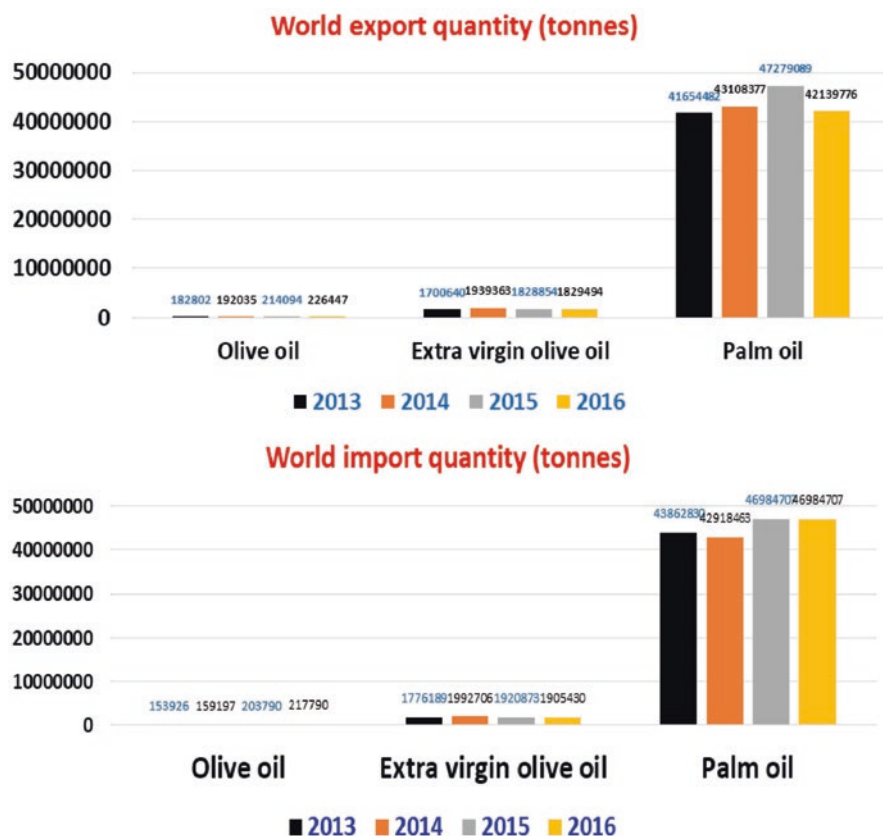 World export quantity (tonnes)
50000000
40000000
30000000
20000000
10000000
0
182802 192035 214094 226447
1700640 1939363 1828854 1829494
41654482 43108377 47279089 42139776
Olive oil Extra virgin olive oil Palm oil
2013 2014 2015 2016
World import quantity (tonnes)
50000000
40000000
30000000
20000000
10000000
0
153926 159197 203790 217790
1776189 1992706 1920873 1905430
43862830 42918463 46984707 46984707
Olive oil Extra virgin olive oil Palm oil
2013 2014 2015 2016